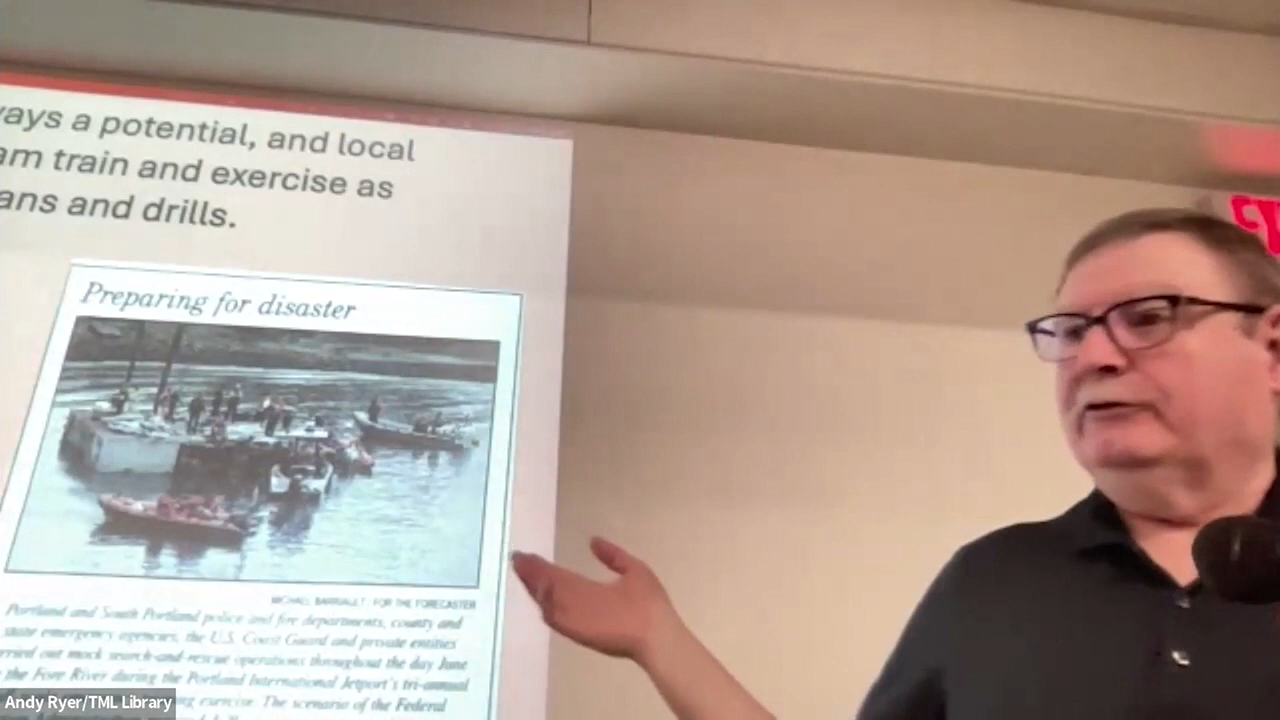 ays a potential, and local
am train and exercise as
ans and drills.
Preparing for disaster
MICHAEL BARRIAULT / FOR THE FORECASTER
Portland and South Portland police and fire departments, county and
state emergency agencies, the U.S. Coast Guard and private entities
rried out mock search-and-rescue operations throughout the day June
the Fore River during the Portland International Jetport's tri-annual
ng exercise. The scenario of the Federal
Andy Ryer/TML Library